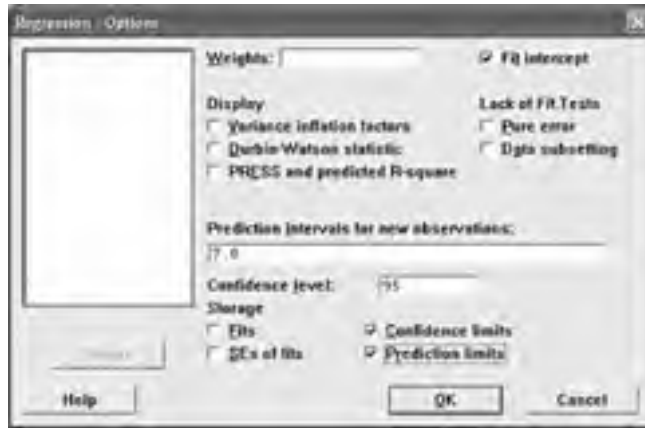 Regression - Options
Weights:
Fit intercept
Display
Lack of Fit Tests
Variance inflation factors
Pure error
Durbin-Watson statistic
Data subsetting
PRESS and predicted R-square
Prediction intervals for new observations:
Confidence level: 95
Storage
Fits
Confidence limits
SEs of fits
Prediction limits
Help
OK
Cancel